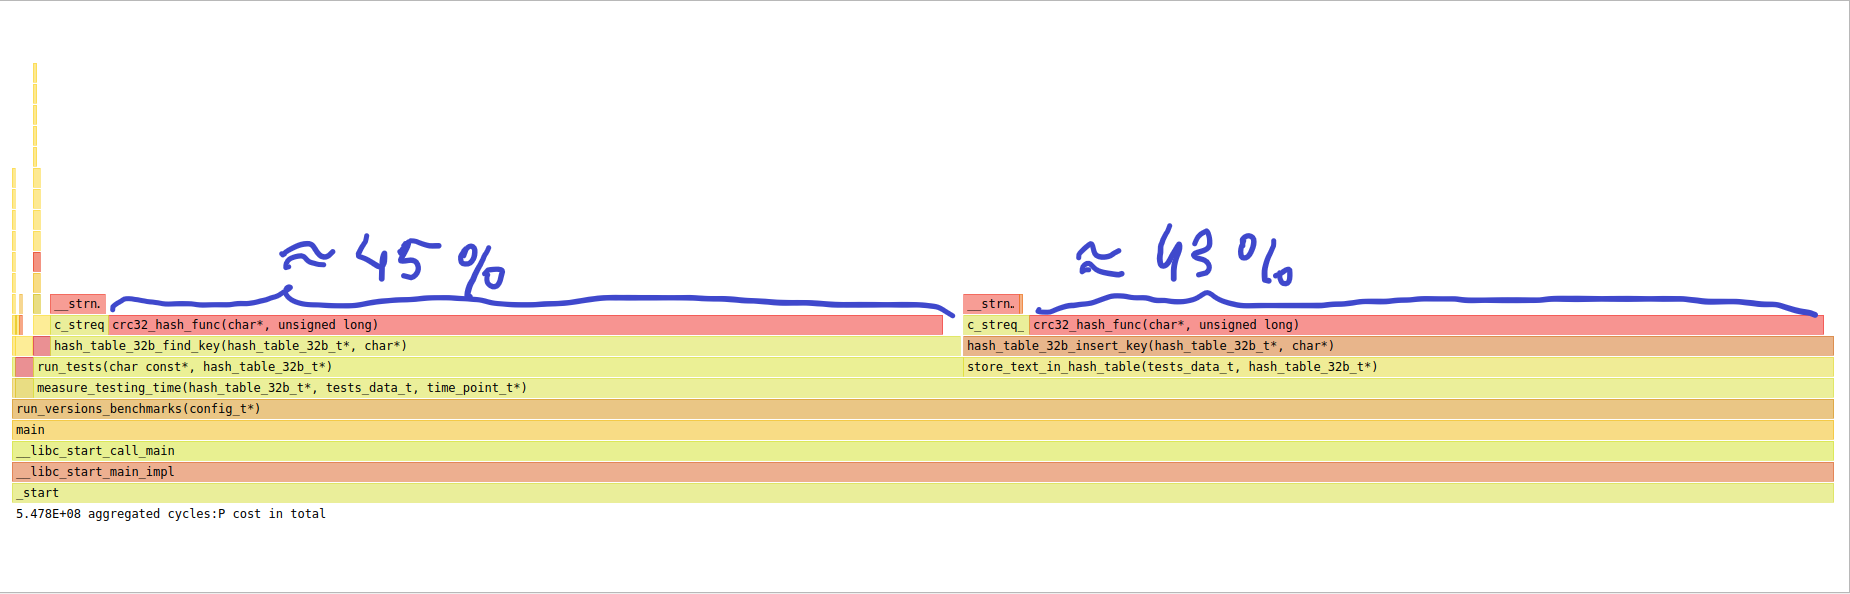 ≈ 45 % ≈ 43 %
__strn… __strn…
c_streq crc32_hash_func(char*, unsigned long) c_streq_ crc32_hash_func(char*, unsigned long)
hash_table_32b_find_key(hash_table_32b_t*, char*) hash_table_32b_insert_key(hash_table_32b_t*, char*)
run_tests(char const*, hash_table_32b_t*) store_text_in_hash_table(tests_data_t, hash_table_32b_t*)
measure_testing_time(hash_table_32b_t*, tests_data_t, time_point_t*)
run_versions_benchmarks(config_t*)
main
__libc_start_call_main
__libc_start_main_impl
_start
5.478E+08 aggregated cycles:P cost in total